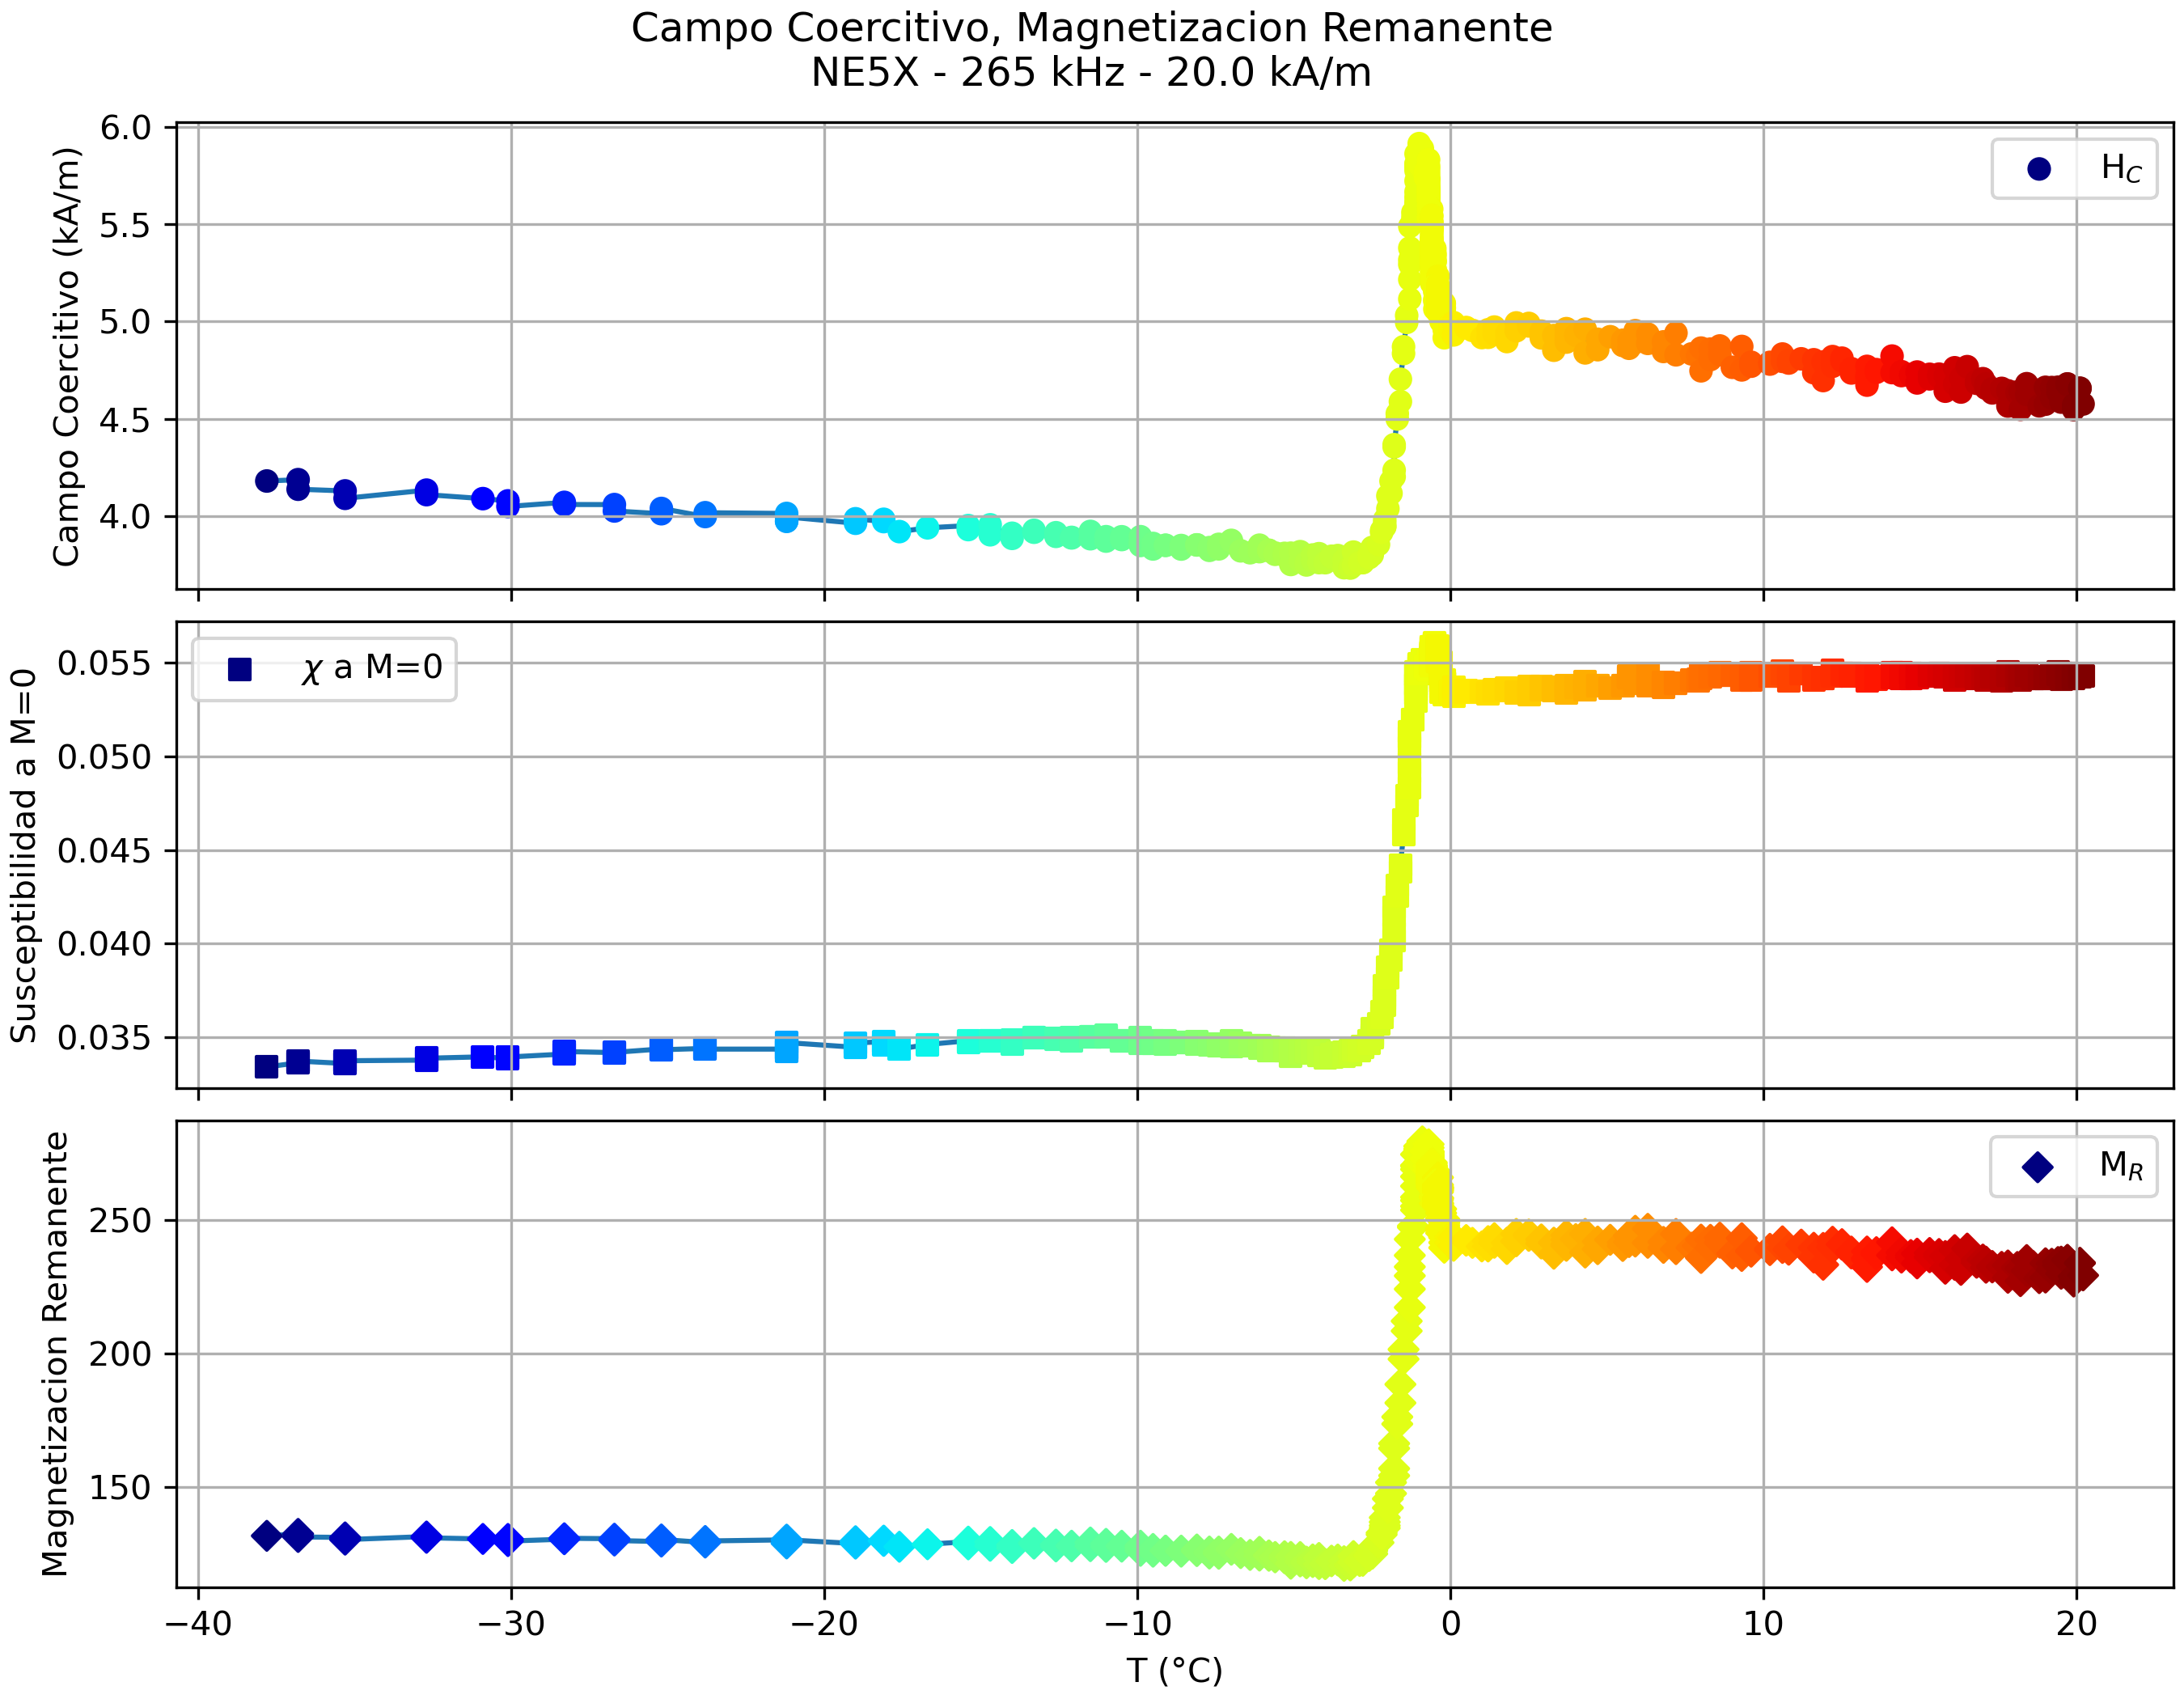 Campo Coercitivo, Magnetizacion Remanente
NE5X - 265 kHz - 20.0 kA/m
Campo Coercitivo (kA/m)
6.0
5.5
5.0
4.5
4.0
H_C
Susceptibilidad a M=0
0.055
0.050
0.045
0.040
0.035
χ a M=0
Magnetizacion Remanente
250
200
150
M_R
−40 −30 −20 −10 0 10 20
T (°C)